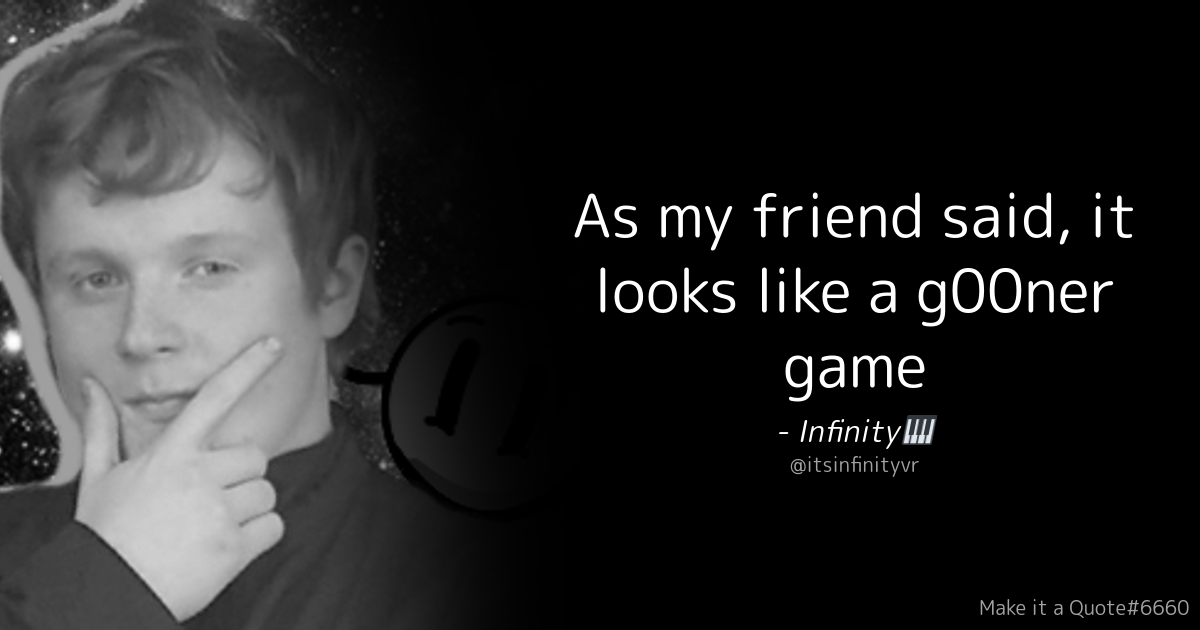 As my friend said, it
looks like a g00ner
game
- Infinity🎹
@itsinfinityvr
Make it a Quote#6660